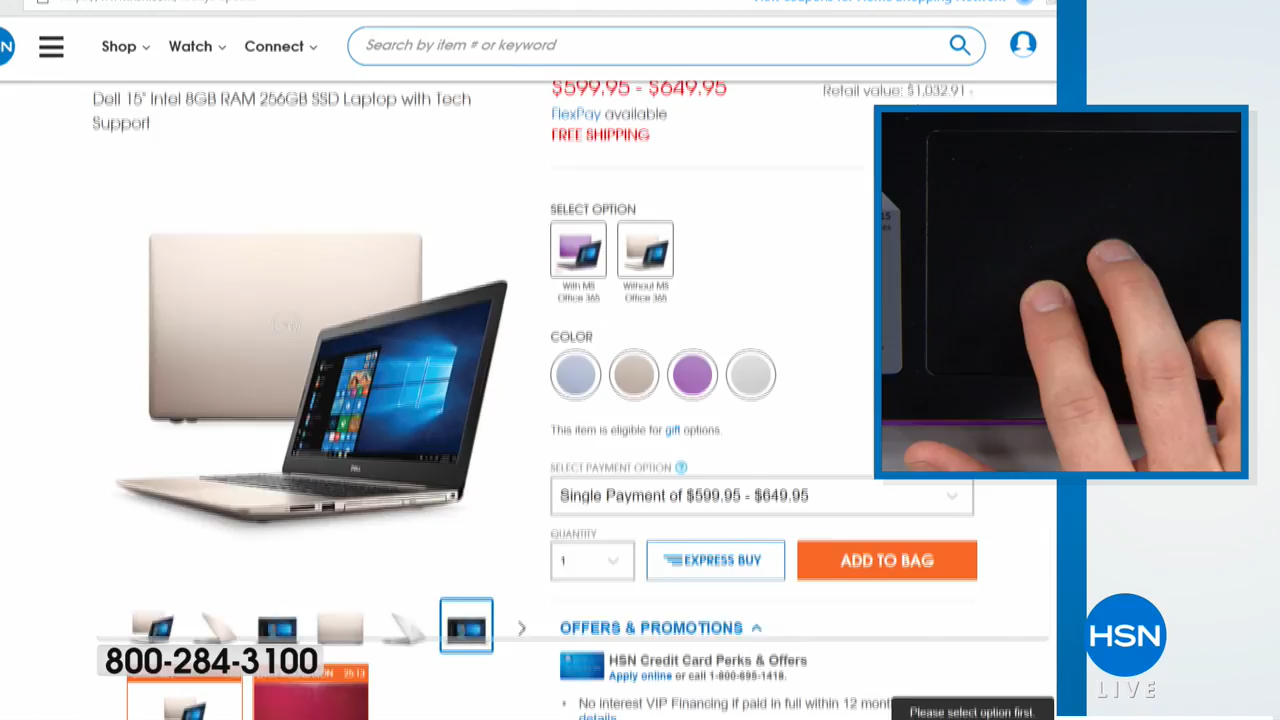 Shop
Watch
Connect
Search by item # or keyword
Dell 15" Intel 8GB RAM 256GB SSD Laptop with Tech
Support
$599.95 - $649.95
Retail value: $1,032.91
FlexPay available
FREE SHIPPING
SELECT OPTION
With MS
Office 365
Without MS
Office 365
COLOR
This item is eligible for gift options.
SELECT PAYMENT OPTION ?
Single Payment of $599.95 - $649.95
QUANTITY
1
EXPRESS BUY
ADD TO BAG
OFFERS & PROMOTIONS
HSN Credit Card Perks & Offers
Apply online or call 1-800-695-1418.
No Interest VIP Financing if paid in full within 12
details
Please select option first.
800-284-3100
HSN
LIVE